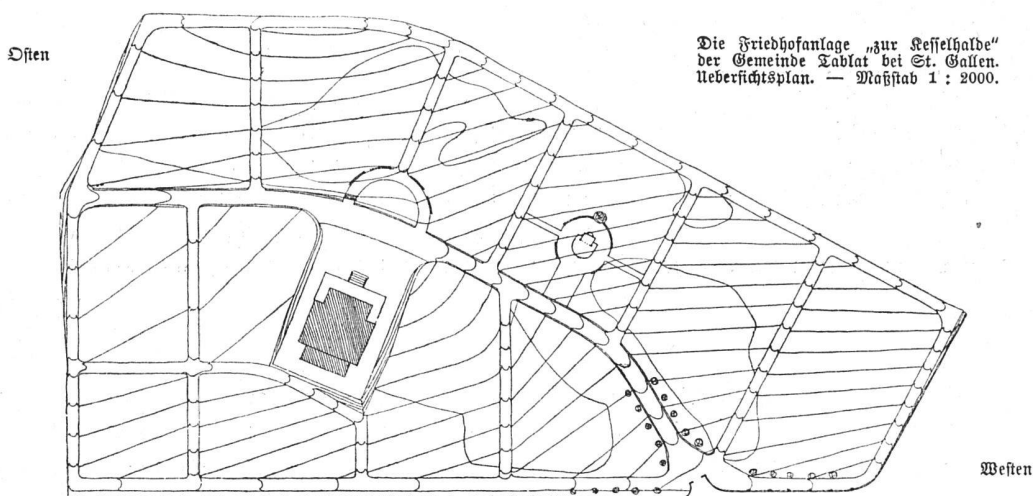 Osten
Die Friedhofanlage „zur Kesselhalde“
der Gemeinde Tablat bei St. Gallen.
Uebersichtsplan. — Maßstab 1 : 2000.
Westen